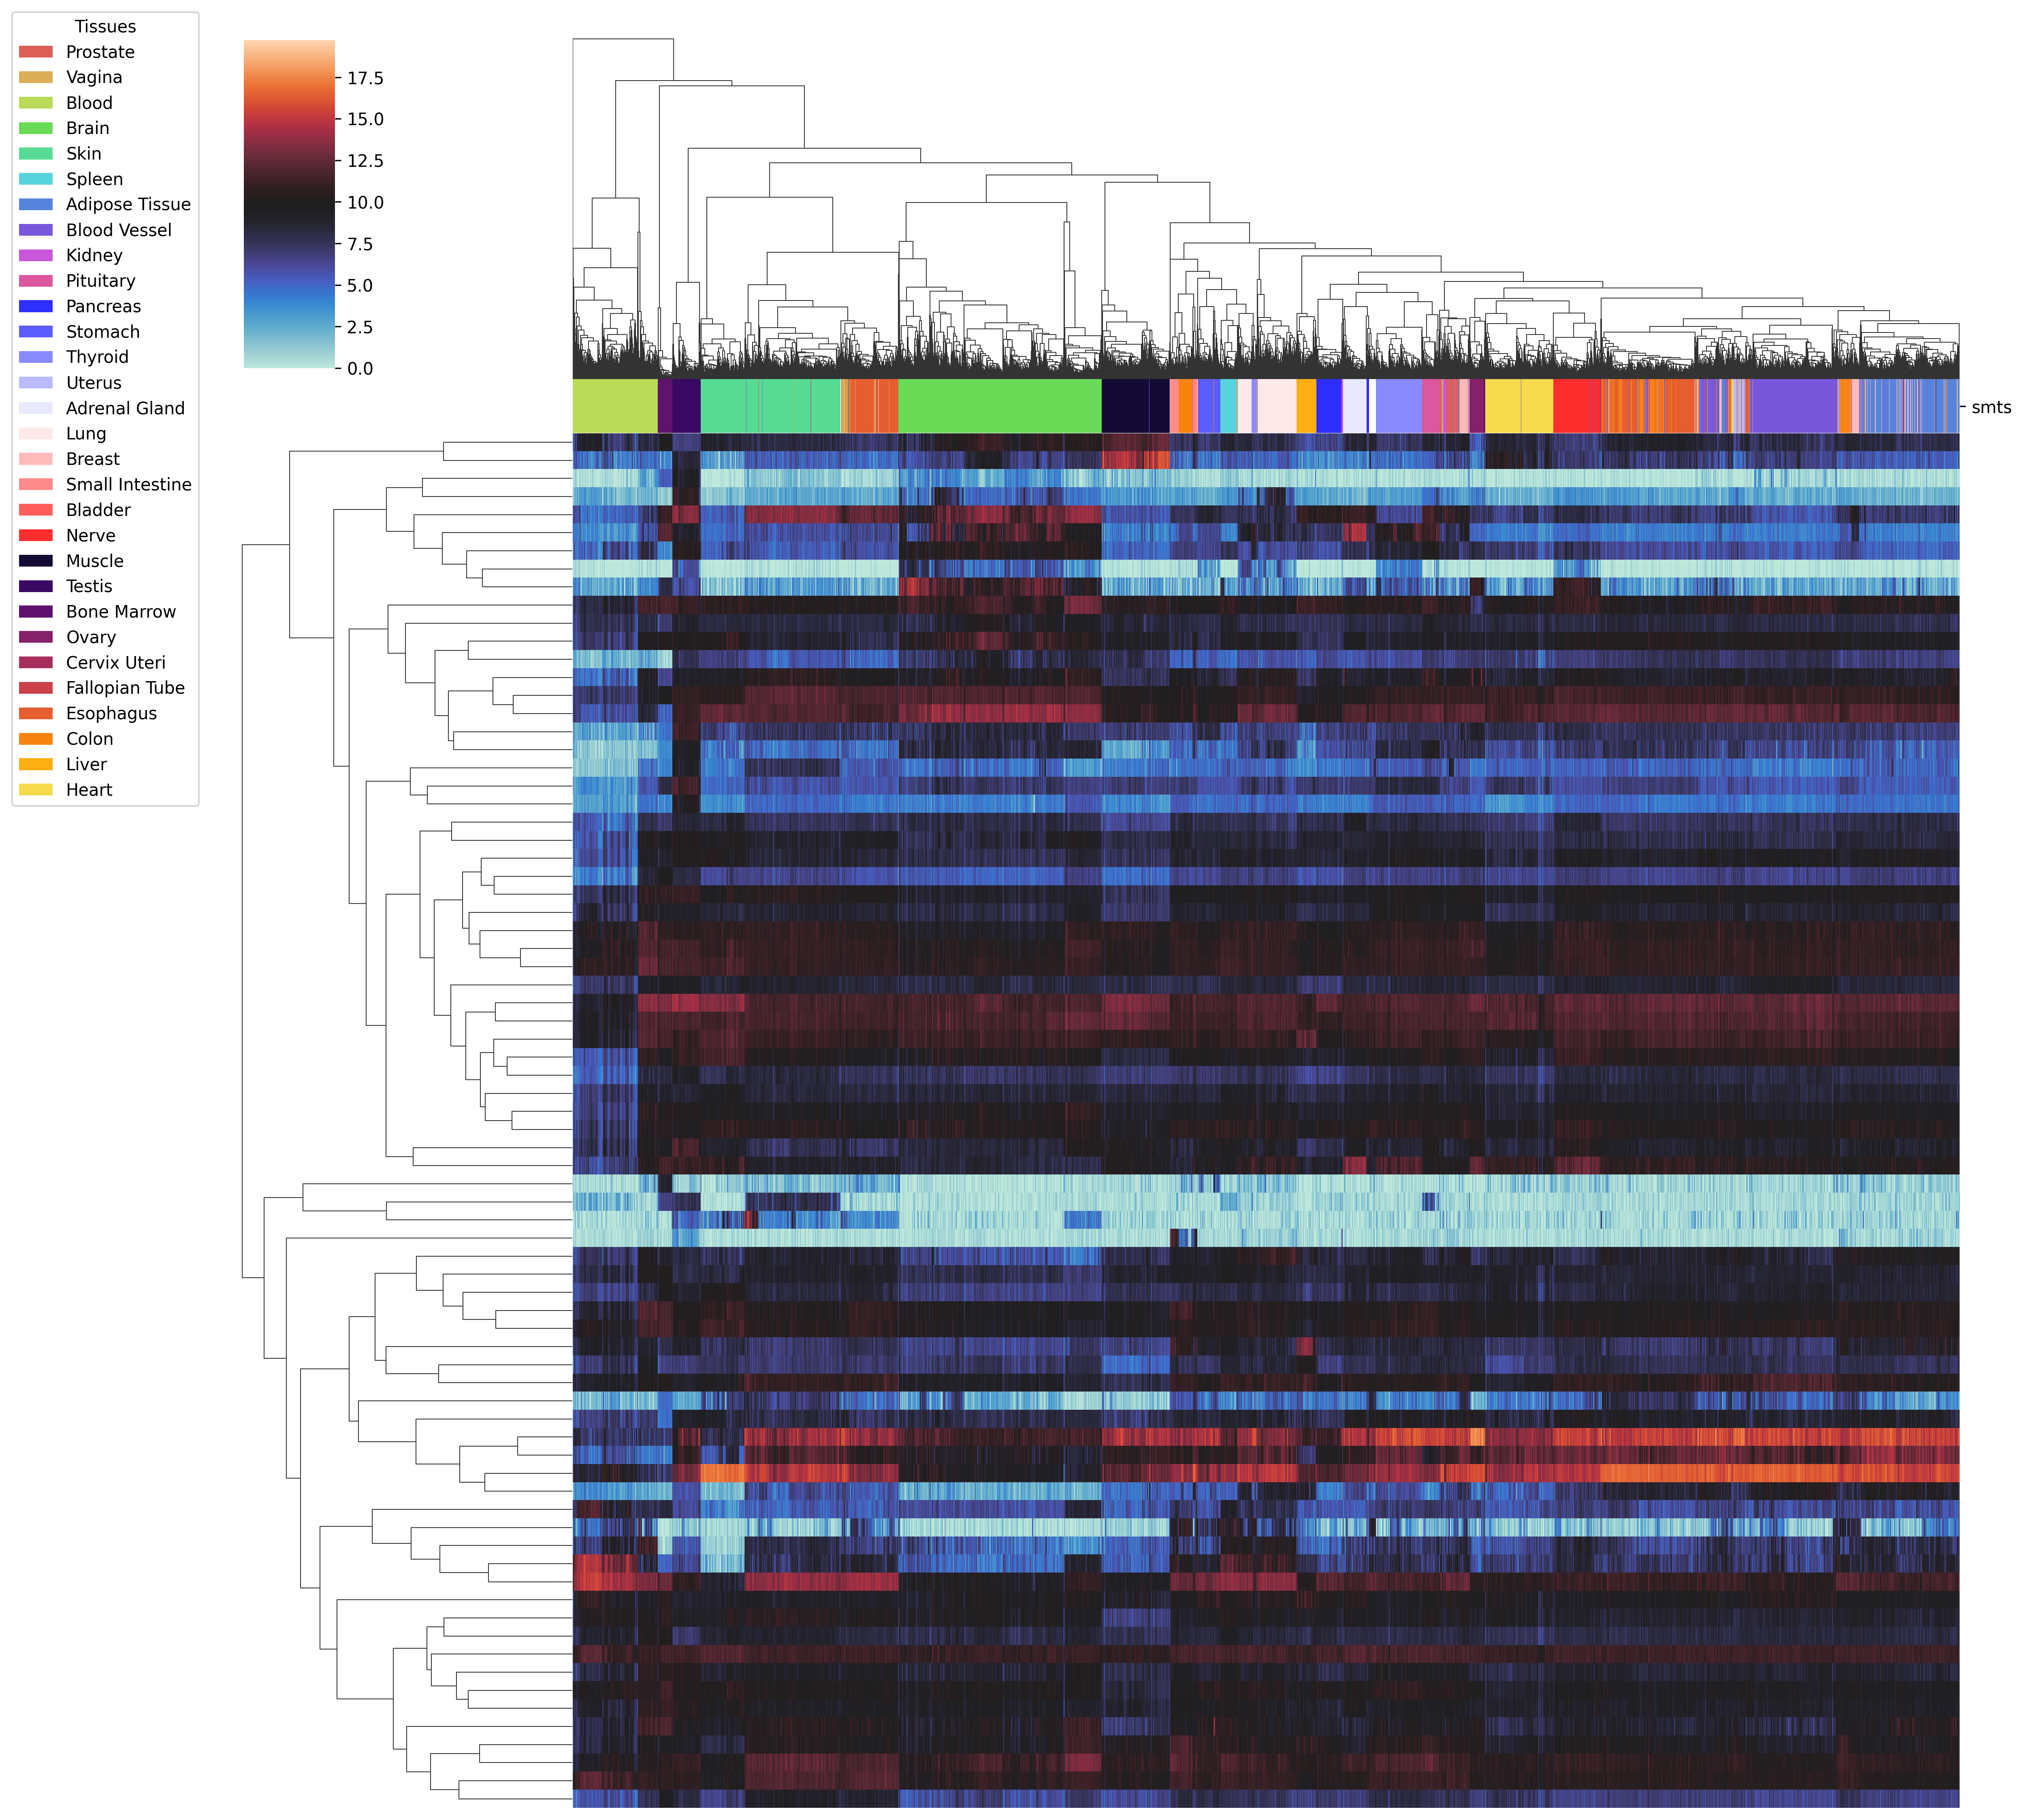 Tissues
Prostate
Vagina
Blood
Brain
Skin
Spleen
Adipose Tissue
Blood Vessel
Kidney
Pituitary
Pancreas
Stomach
Thyroid
Uterus
Adrenal Gland
Lung
Breast
Small Intestine
Bladder
Nerve
Muscle
Testis
Bone Marrow
Ovary
Cervix Uteri
Fallopian Tube
Esophagus
Colon
Liver
Heart
17.5
15.0
12.5
10.0
7.5
5.0
2.5
0.0
smts